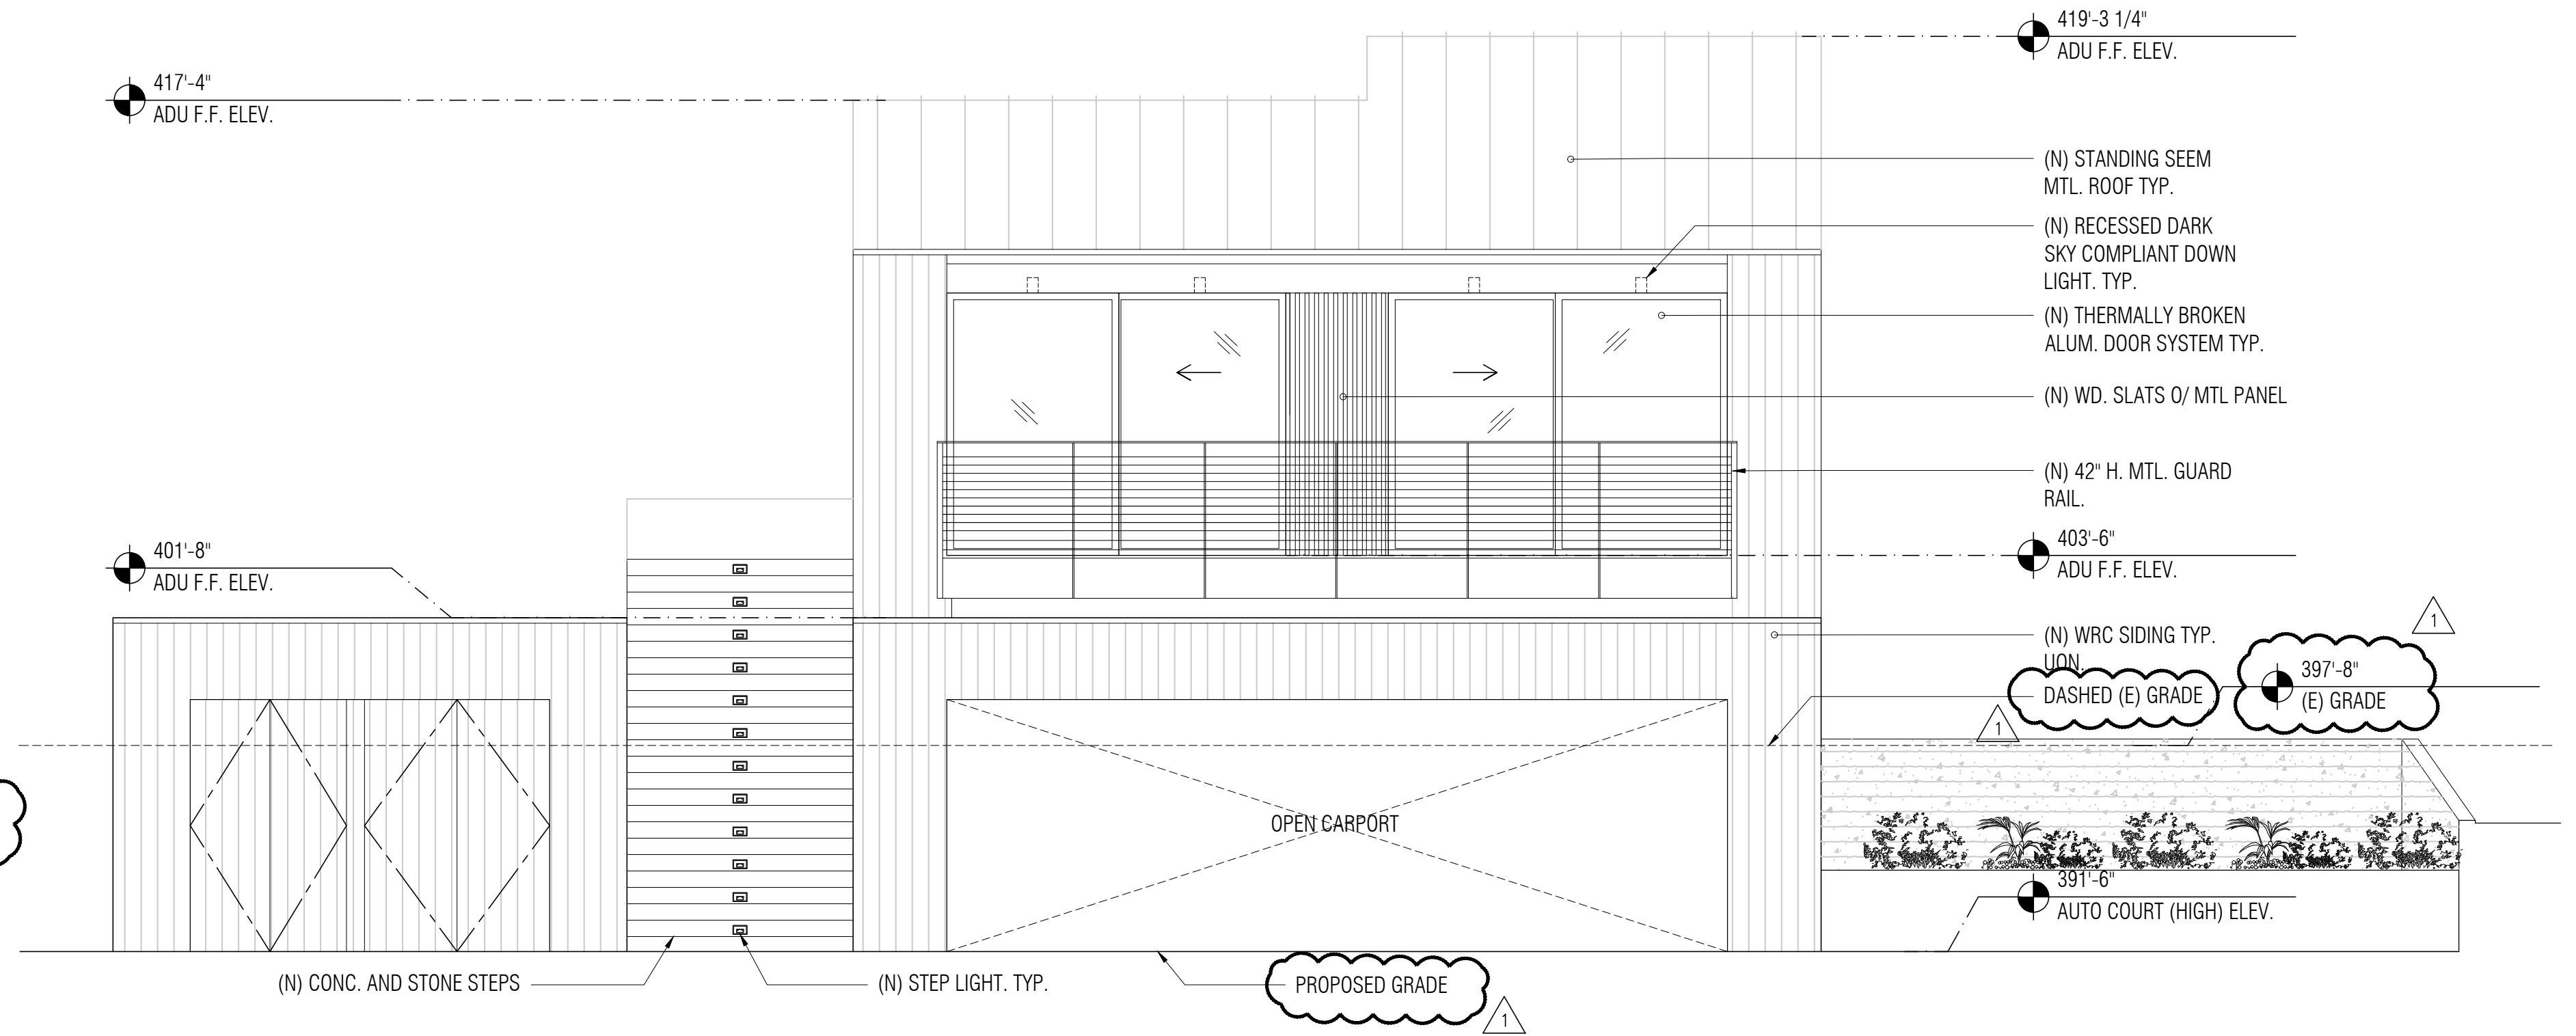 419'-3 1/4"
ADU F.F. ELEV.
417'-4"
ADU F.F. ELEV.
(N) STANDING SEEM
MTL. ROOF TYP.
(N) RECESSED DARK
SKY COMPLIANT DOWN
LIGHT. TYP.
(N) THERMALLY BROKEN
ALUM. DOOR SYSTEM TYP.
(N) WD. SLATS O/ MTL PANEL
(N) 42" H. MTL. GUARD
RAIL.
401'-8"
ADU F.F. ELEV.
403'-6"
ADU F.F. ELEV.
1
(N) WRC SIDING TYP.
UON.
397'-8"
(E) GRADE
DASHED (E) GRADE
1
OPEN CARPORT
391'-6"
AUTO COURT (HIGH) ELEV.
(N) CONC. AND STONE STEPS
(N) STEP LIGHT. TYP.
PROPOSED GRADE
1